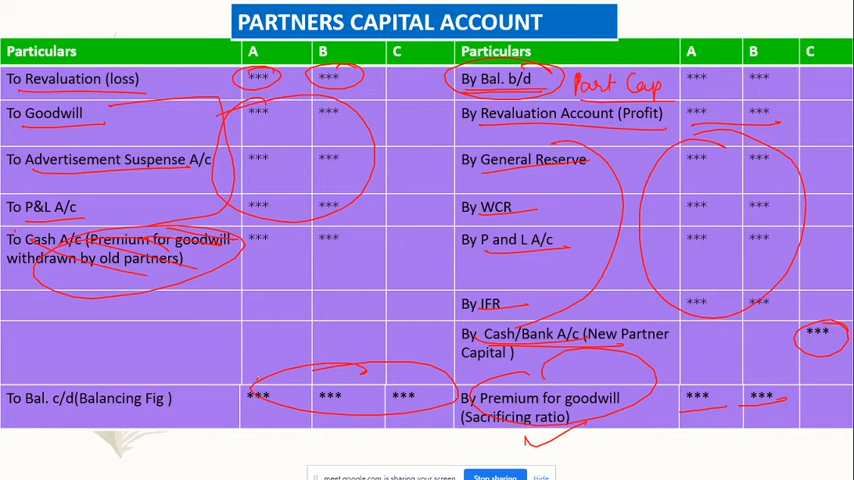 PARTNERS CAPITAL ACCOUNT
Particulars A B C Particulars A B C
To Revaluation (loss) *** *** By Bal. b/d Part Cap *** ***
To Goodwill *** *** By Revaluation Account (Profit) *** ***
To Advertisement Suspense A/c *** *** By General Reserve *** ***
To P&L A/c *** *** By WCR *** ***
To Cash A/c (Premium for goodwill withdrawn by old partners) *** *** By P and L A/c *** ***
By IFR *** ***
By Cash/Bank A/c (New Partner Capital ) ***
To Bal. c/d(Balancing Fig ) *** *** *** By Premium for goodwill (Sacrificing ratio) *** ***
meet.google.com is sharing your screen. Stop sharing Hide